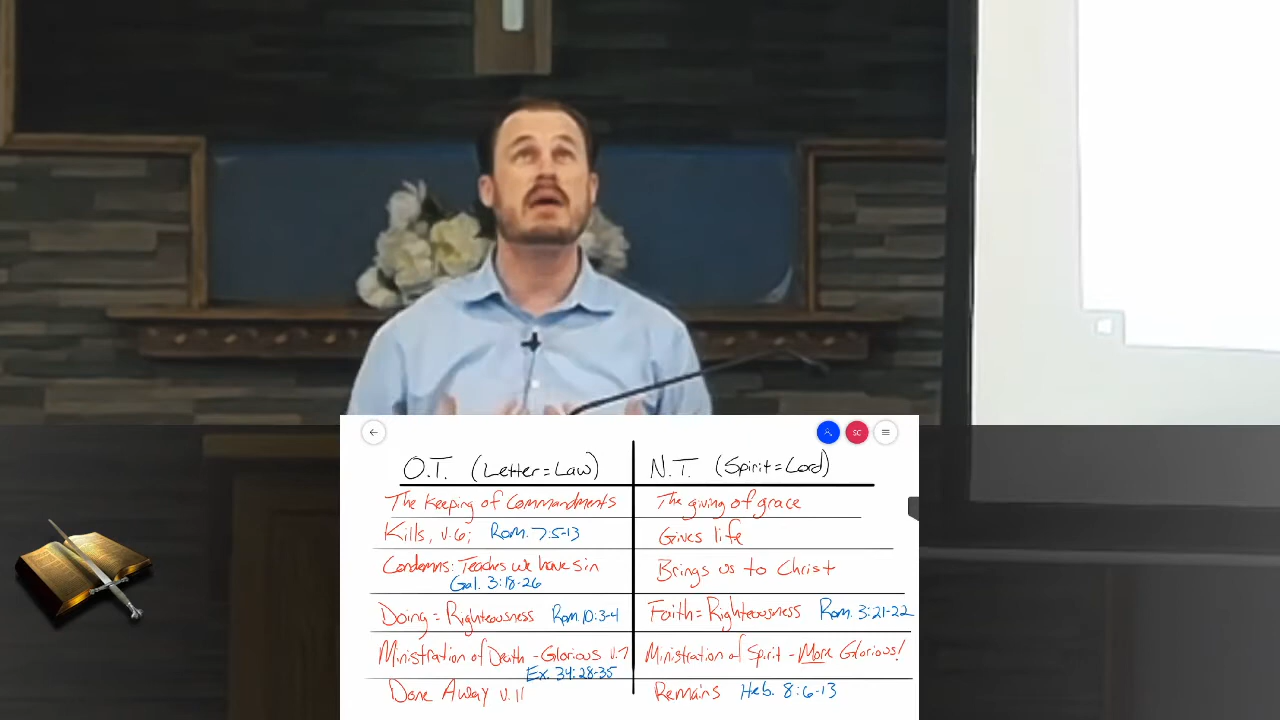 SC
O.T. (Letter=Law) N.T. (Spirit=Lord)
The Keeping of Commandments The giving of grace
Kills, v.6; Rom. 7:5-13 Gives life
Condemns: Teachs we have sin Brings us to Christ
Gal. 3:18-26
Doing = Righteousness Rom. 10:3-4 Faith = Righteousness Rom. 3:21-22
Ministration of Death - Glorious v.7 Ministration of Spirit - More Glorious!
Ex. 34:28-35
Done Away v.11 Remains Heb. 8:6-13